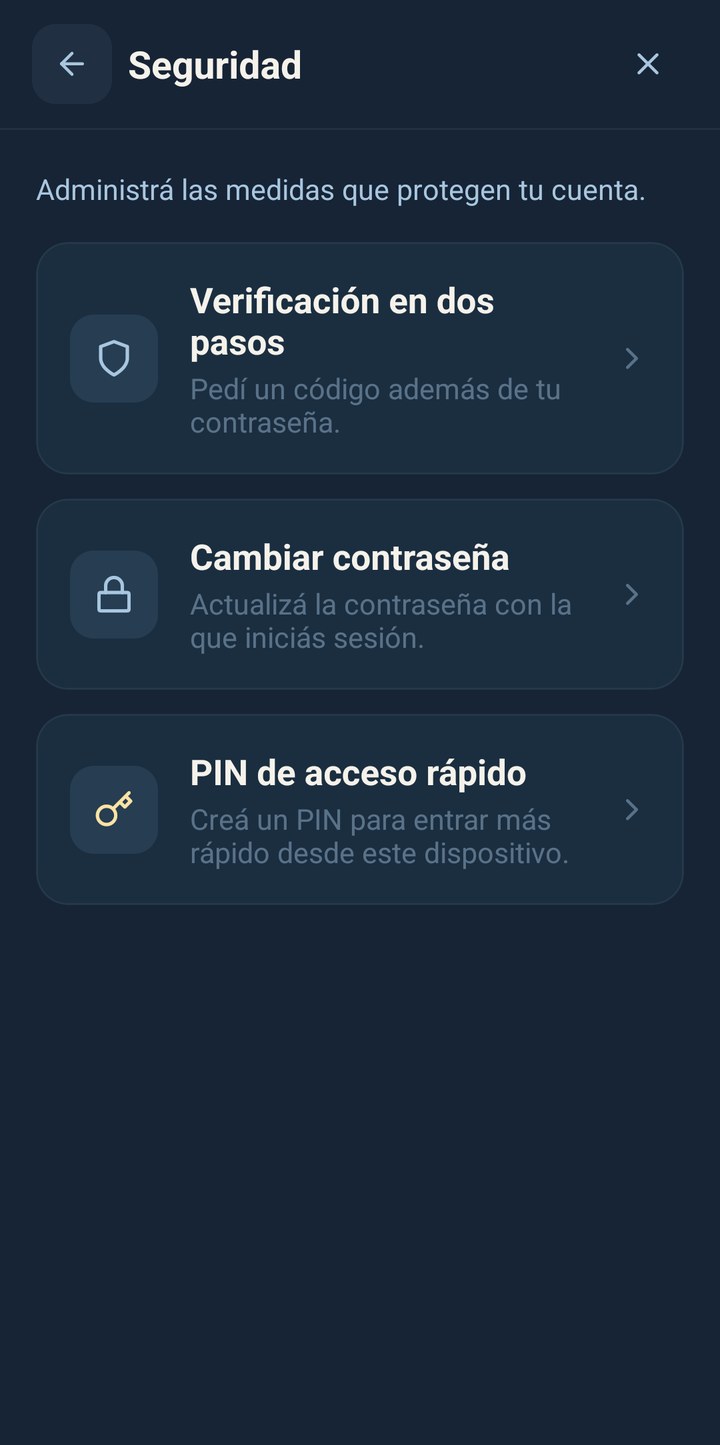 Seguridad
Administrá las medidas que protegen tu cuenta.
Verificación en dos
pasos
Pedí un código además de tu
contraseña.
Cambiar contraseña
Actualizá la contraseña con la
que iniciás sesión.
PIN de acceso rápido
Creá un PIN para entrar más
rápido desde este dispositivo.